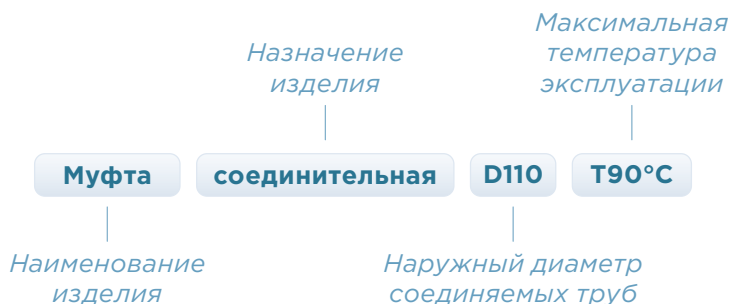 Максимальная
температура
эксплуатации
Назначение
изделия
Муфта соединительная D110 T90°C
Наименование
изделия
Наружный диаметр
соединяемых труб